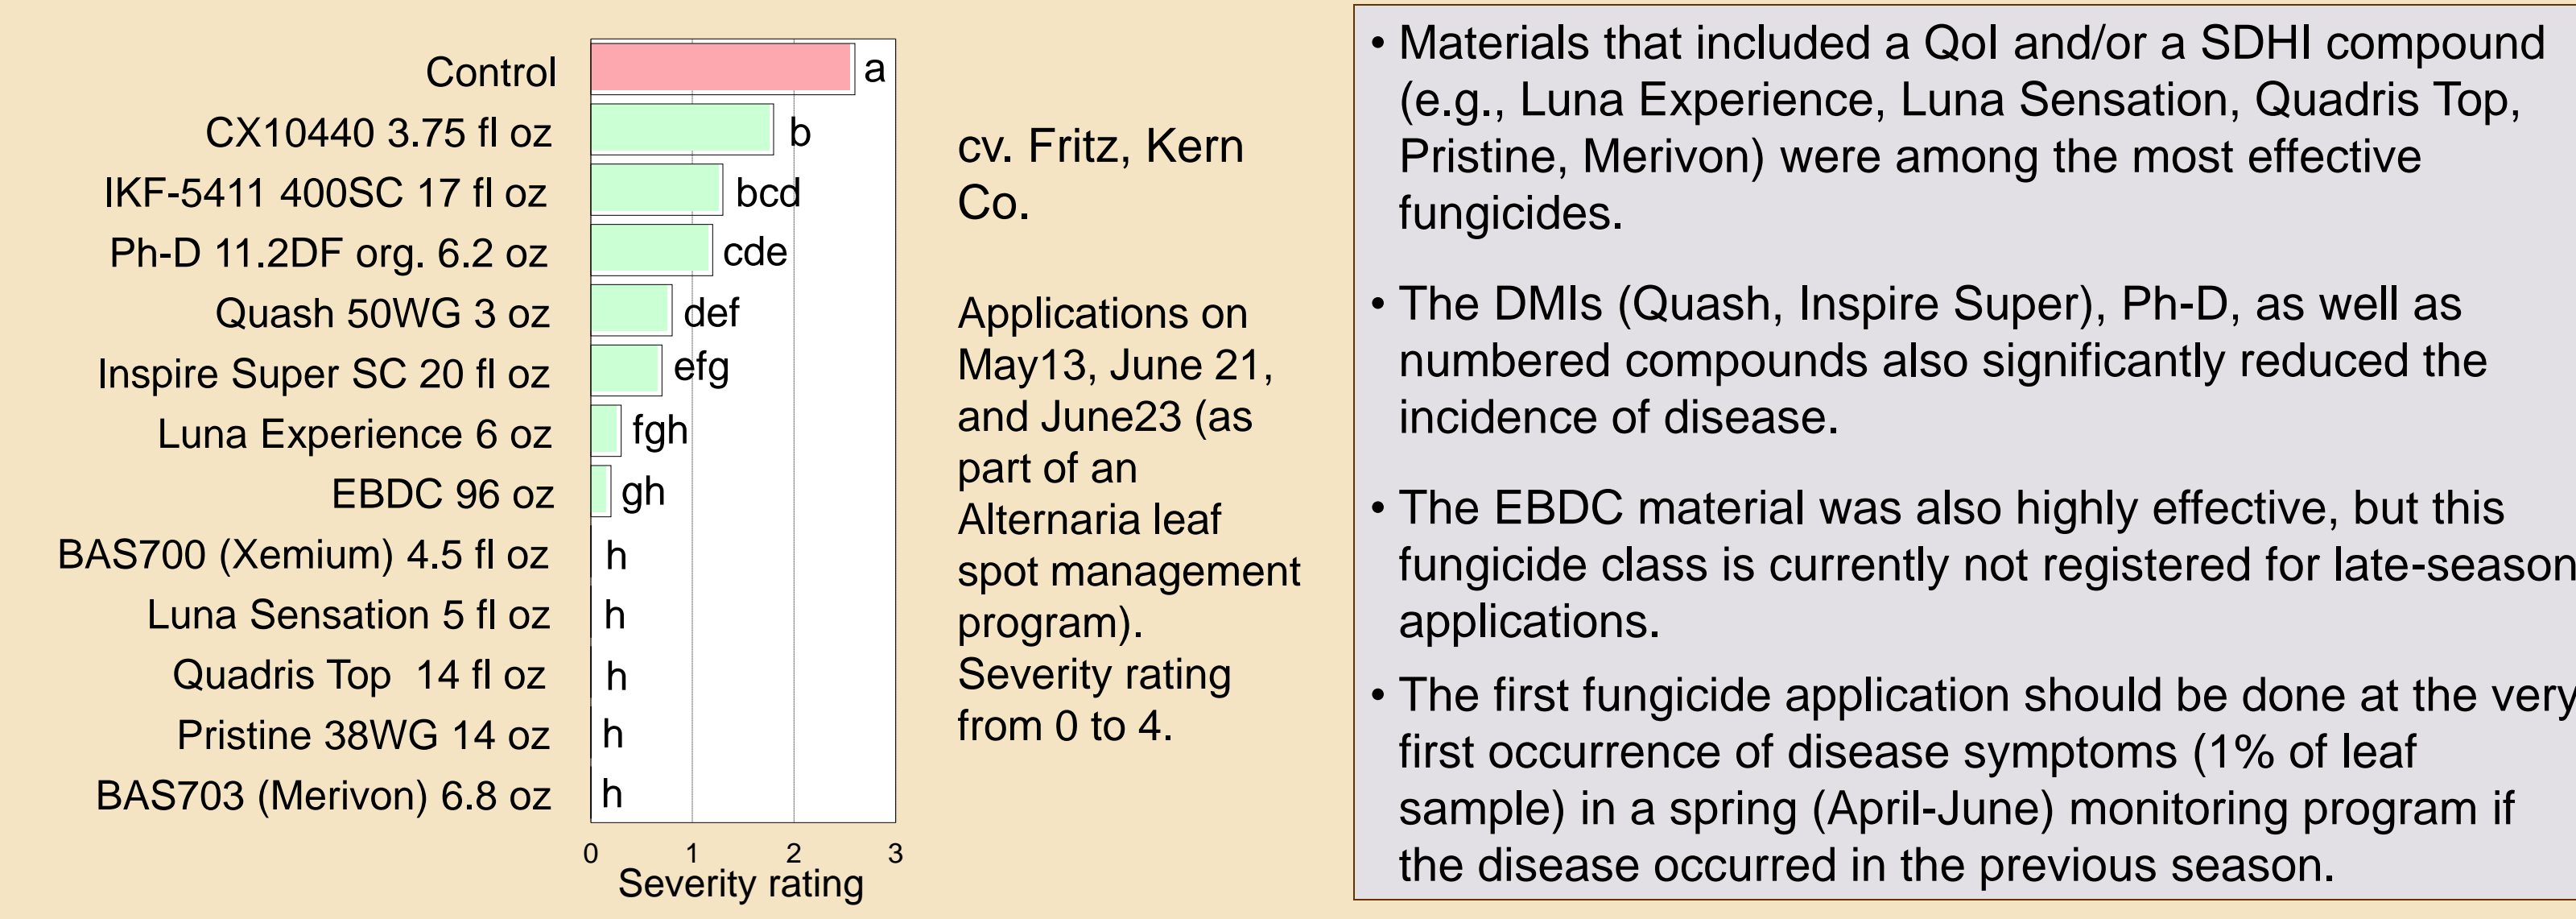 Control
a
CX10440 3.75 fl oz
b
IKF-5411 400SC 17 fl oz
bcd
Ph-D 11.2DF org. 6.2 oz
cde
Quash 50WG 3 oz
def
Inspire Super SC 20 fl oz
efg
Luna Experience 6 oz
fgh
EBDC 96 oz
gh
BAS700 (Xemium) 4.5 fl oz
h
Luna Sensation 5 fl oz
h
Quadris Top 14 fl oz
h
Pristine 38WG 14 oz
h
BAS703 (Merivon) 6.8 oz
h
0 1 2 3
Severity rating
cv. Fritz, Kern
Co.
Applications on
May13, June 21,
and June23 (as
part of an
Alternaria leaf
spot management
program).
Severity rating
from 0 to 4.
• Materials that included a QoI and/or a SDHI compound
(e.g., Luna Experience, Luna Sensation, Quadris Top,
Pristine, Merivon) were among the most effective
fungicides.
• The DMIs (Quash, Inspire Super), Ph-D, as well as
numbered compounds also significantly reduced the
incidence of disease.
• The EBDC material was also highly effective, but this
fungicide class is currently not registered for late-season
applications.
• The first fungicide application should be done at the very
first occurrence of disease symptoms (1% of leaf
sample) in a spring (April-June) monitoring program if
the disease occurred in the previous season.